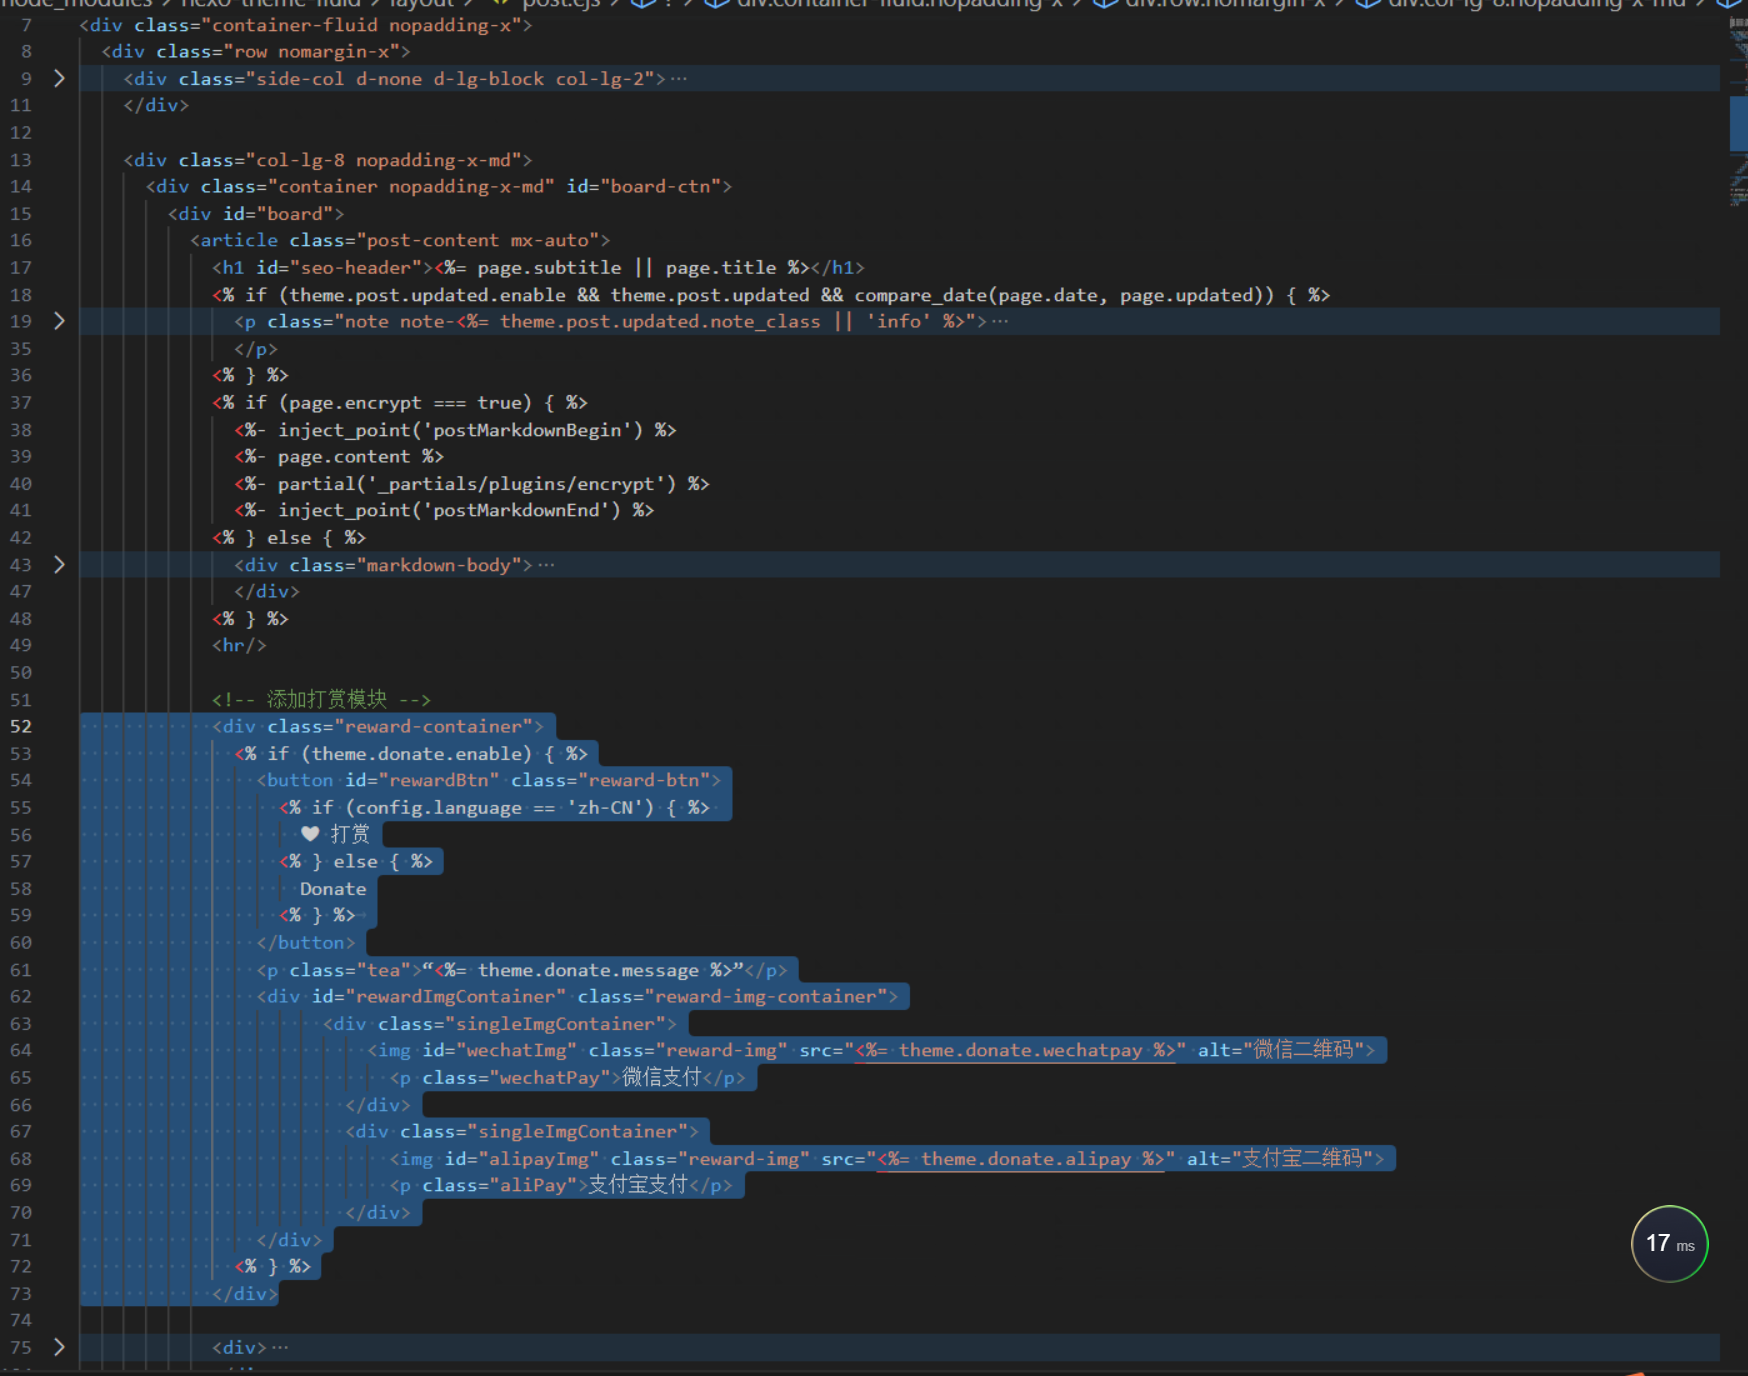 node_modules > hexo-theme-fluid > layout > <> post.ejs > ? > div.container-fluid.nopadding-x > div.row.nomargin-x > div.col-lg-8.nopadding-x-md >
7 <div class="container-fluid nopadding-x">
8 <div class="row nomargin-x">
9 <div class="side-col d-none d-lg-block col-lg-2">···
11 </div>
12
13 <div class="col-lg-8 nopadding-x-md">
14 <div class="container nopadding-x-md" id="board-ctn">
15 <div id="board">
16 <article class="post-content mx-auto">
17 <h1 id="seo-header"><%= page.subtitle || page.title %></h1>
18 <% if (theme.post.updated.enable && theme.post.updated && compare_date(page.date, page.updated)) { %>
19 <p class="note note-<%= theme.post.updated.note_class || 'info' %>">···
35 </p>
36 <% } %>
37 <% if (page.encrypt === true) { %>
38 <%- inject_point('postMarkdownBegin') %>
39 <%- page.content %>
40 <%- partial('_partials/plugins/encrypt') %>
41 <%- inject_point('postMarkdownEnd') %>
42 <% } else { %>
43 <div class="markdown-body">···
47 </div>
48 <% } %>
49 <hr/>
50
51 <!-- 添加打赏模块 -->
52 <div class="reward-container">
53 <% if (theme.donate.enable) { %>
54 <button id="rewardBtn" class="reward-btn">
55 <% if (config.language == 'zh-CN') { %>
56 ♥ 打赏
57 <% } else { %>
58 Donate
59 <% } %>
60 </button>
61 <p class="tea">“<%= theme.donate.message %>”</p>
62 <div id="rewardImgContainer" class="reward-img-container">
63 <div class="singleImgContainer">
64 <img id="wechatImg" class="reward-img" src="<%= theme.donate.wechatpay %>" alt="微信二维码">
65 <p class="wechatPay">微信支付</p>
66 </div>
67 <div class="singleImgContainer">
68 <img id="alipayImg" class="reward-img" src="<%= theme.donate.alipay %>" alt="支付宝二维码">
69 <p class="aliPay">支付宝支付</p>
70 </div>
71 </div>
72 <% } %>
73 </div>
74
75 <div>···
17 ms